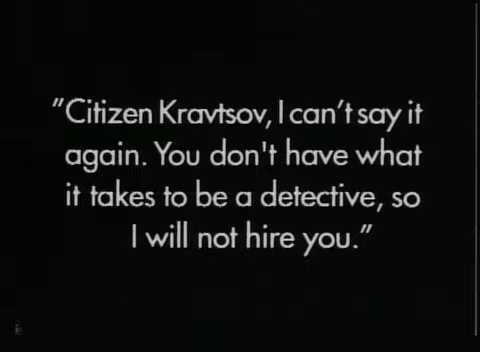 "Citizen Kravtsov, I can't say it
again. You don't have what
it takes to be a detective, so
I will not hire you."